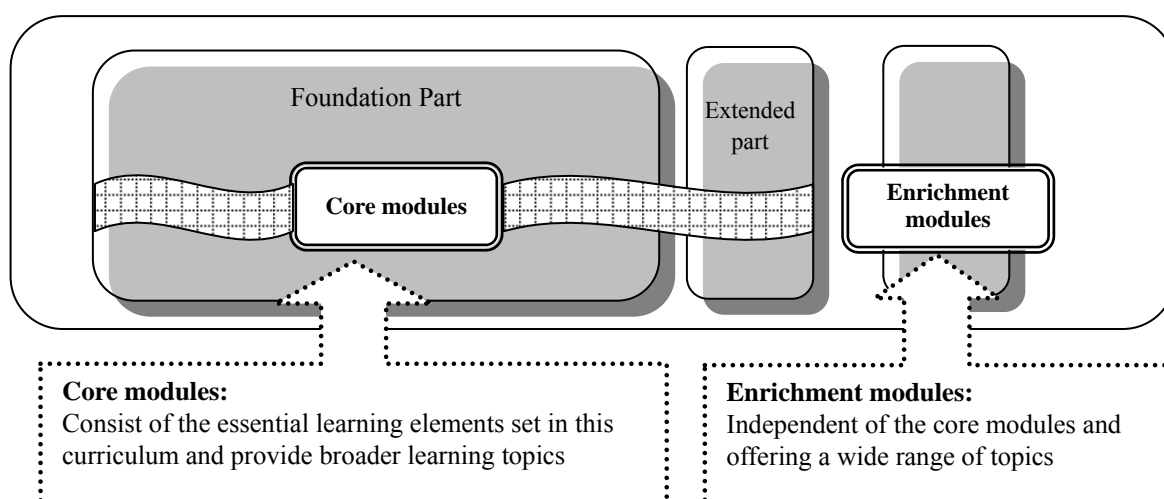 Foundation Part
Extended
part
Core modules
Enrichment
modules
Core modules:
Consist of the essential learning elements set in this
curriculum and provide broader learning topics
Enrichment modules:
Independent of the core modules and
offering a wide range of topics